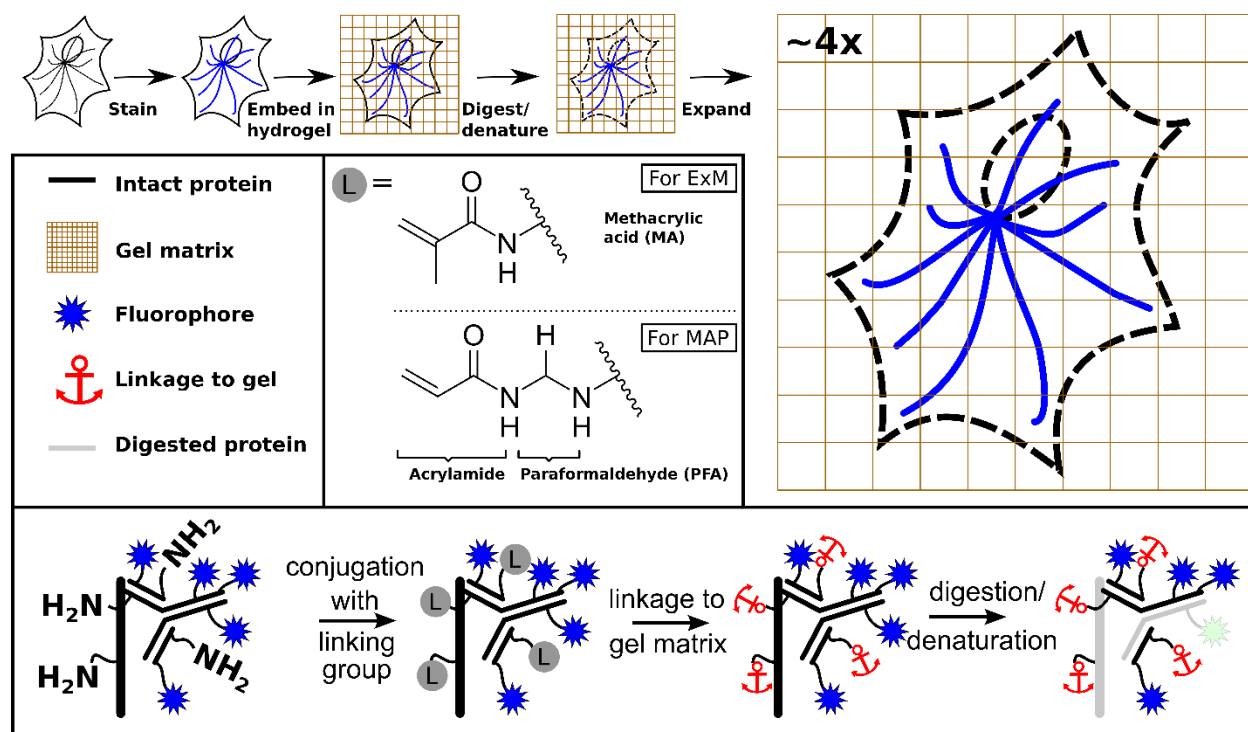 Stain
Embed in
hydrogel
Digest/
denature
Expand
~4x
Intact protein
Gel matrix
Fluorophore
Linkage to gel
Digested protein
L =
O
N
H
For ExM
Methacrylic
acid (MA)
For MAP
O
H
N
N
H
H
Acrylamide
Paraformaldehyde (PFA)
NH₂
H₂N
H₂N
NH₂
conjugation
with
linking
group
L
L
L
L
linkage to
gel matrix
digestion/
denaturation